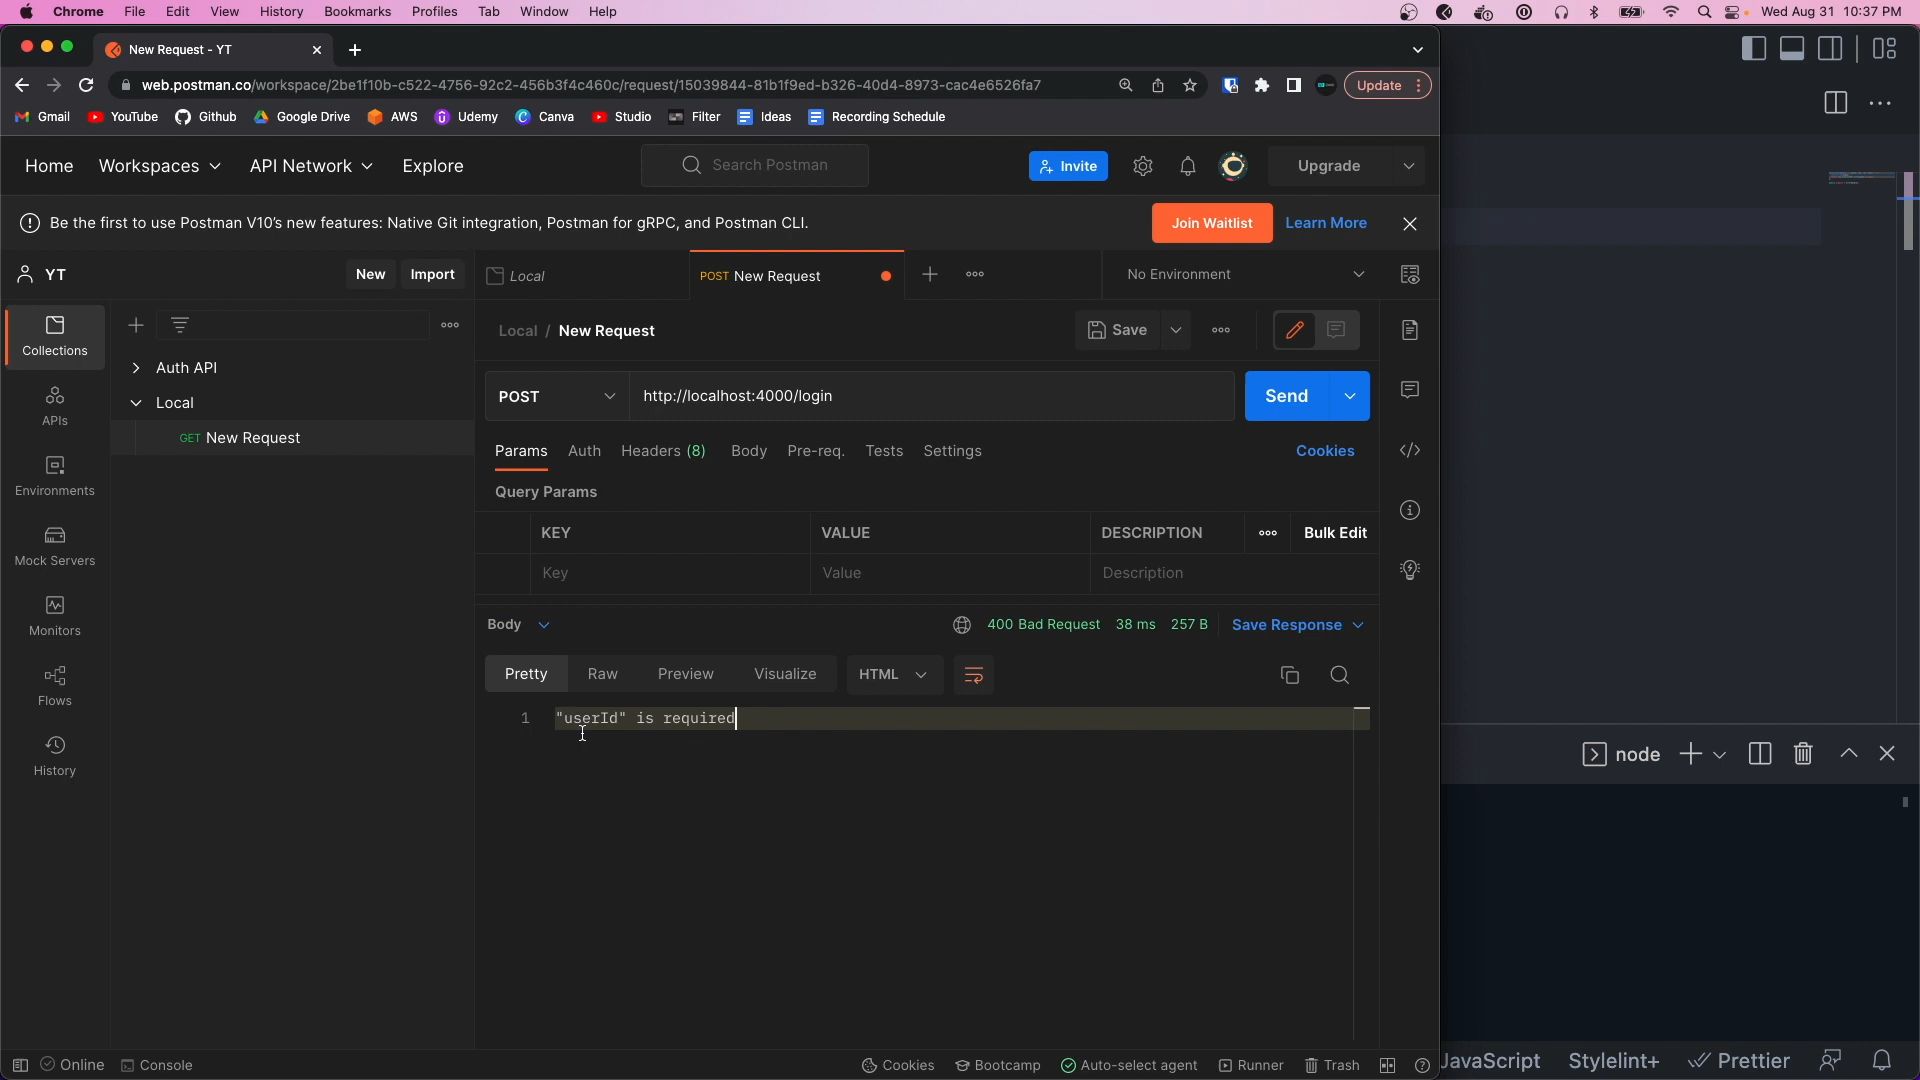 Chrome File Edit View History Bookmarks Profiles Tab Window Help Wed Aug 31 10:37 PM
New Request - YT
web.postman.co/workspace/2be1f10b-c522-4756-92c2-456b3f4c460c/request/15039844-81b1f9ed-b326-40d4-8973-cac4e6526fa7 Update
Gmail YouTube Github Google Drive AWS Udemy Canva Studio Filter Ideas Recording Schedule
Home Workspaces API Network Explore Search Postman Invite Upgrade
Be the first to use Postman V10's new features: Native Git integration, Postman for gRPC, and Postman CLI. Join Waitlist Learn More
YT New Import Local POST New Request No Environment
Collections
Auth API
Local
GET New Request
APIs
Environments
Mock Servers
Monitors
Flows
History
Local / New Request Save
POST http://localhost:4000/login Send
Params Auth Headers (8) Body Pre-req. Tests Settings Cookies
Query Params
KEY VALUE DESCRIPTION Bulk Edit
Key Value Description
Body 400 Bad Request 38 ms 257 B Save Response
Pretty Raw Preview Visualize HTML
1 "userId" is required
node
Online Console Cookies Bootcamp Auto-select agent Runner Trash
JavaScript Stylelint+ Prettier